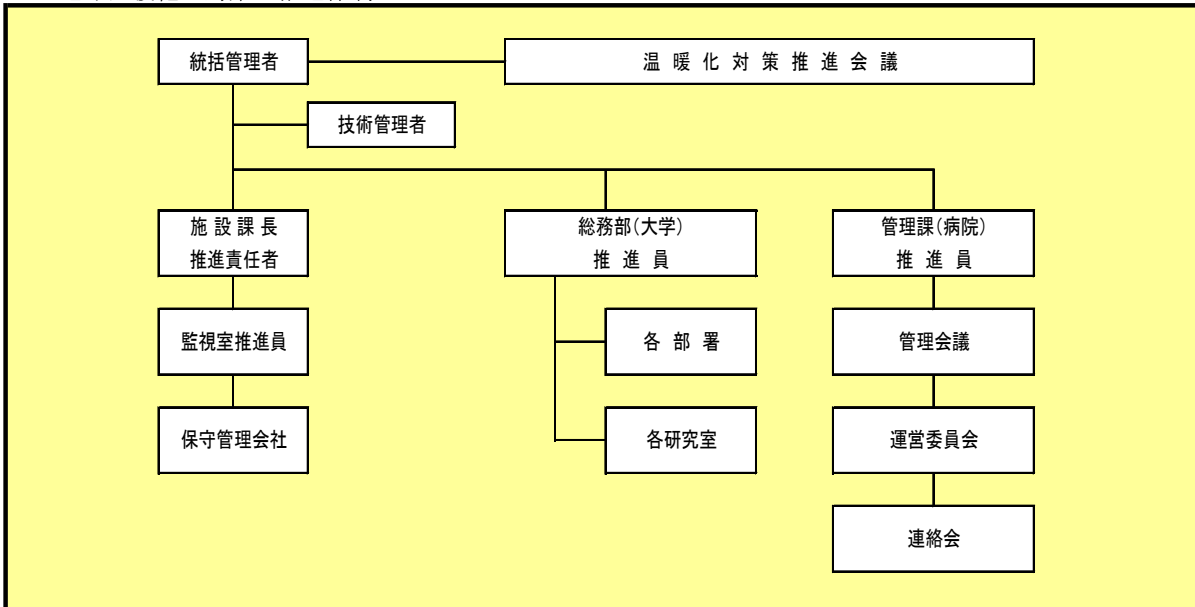 統括管理者
温暖化対策推進会議
技術管理者
施設課長
推進責任者
総務部(大学)
推進員
管理課(病院)
推進員
監視室推進員
各部署
管理会議
保守管理会社
各研究室
運営委員会
連絡会